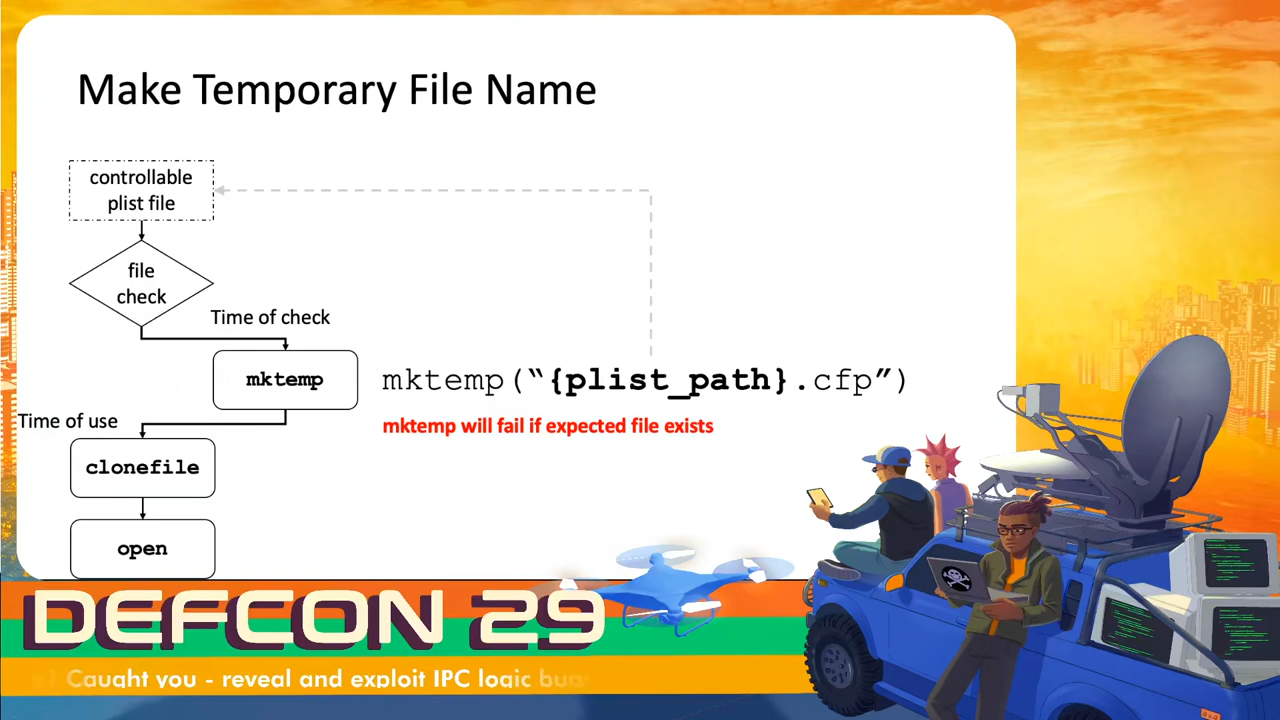 Make Temporary File Name
controllable
plist file
file
check
Time of check
mktemp
mktemp(“{plist_path}.cfp”)
mktemp will fail if expected file exists
Time of use
clonefile
open
DEFCON 29
! Caught you - reveal and exploit IPC logic bug